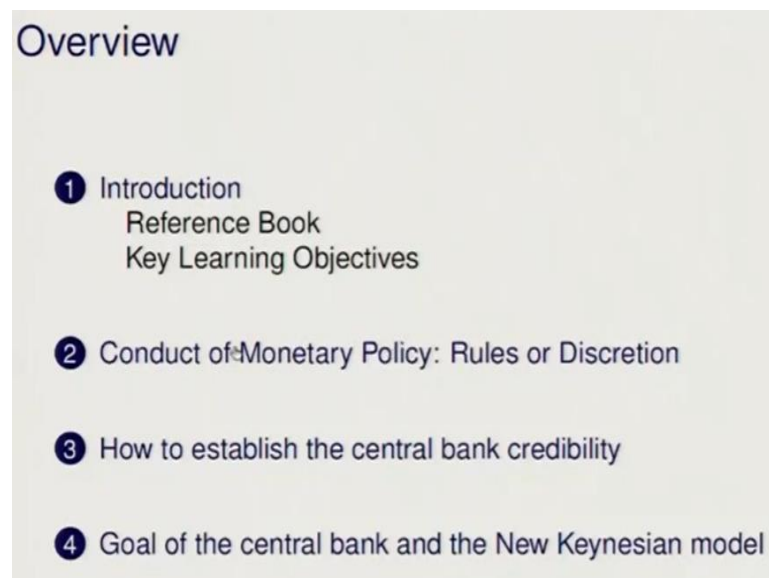 Overview
1 Introduction
Reference Book
Key Learning Objectives
2 Conduct of Monetary Policy: Rules or Discretion
3 How to establish the central bank credibility
4 Goal of the central bank and the New Keynesian model